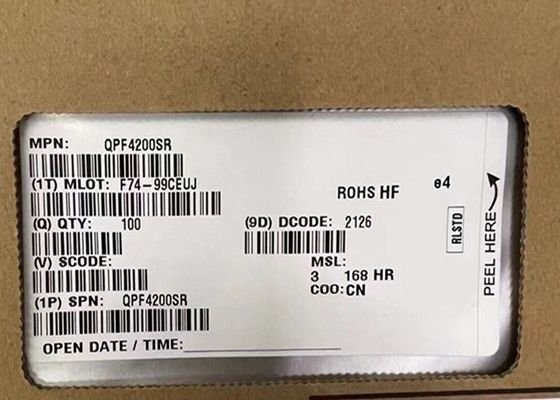 MPN: QPF4200SR
(1T) MLOT: F74-99CEUJ
ROHS HF e4
(Q) QTY: 100
(9D) DCODE: 2126
RLSTD
PEEL HERE
(V) SCODE:
MSL:
3 168 HR
COO:CN
(1P) SPN: QPF4200SR
OPEN DATE / TIME: